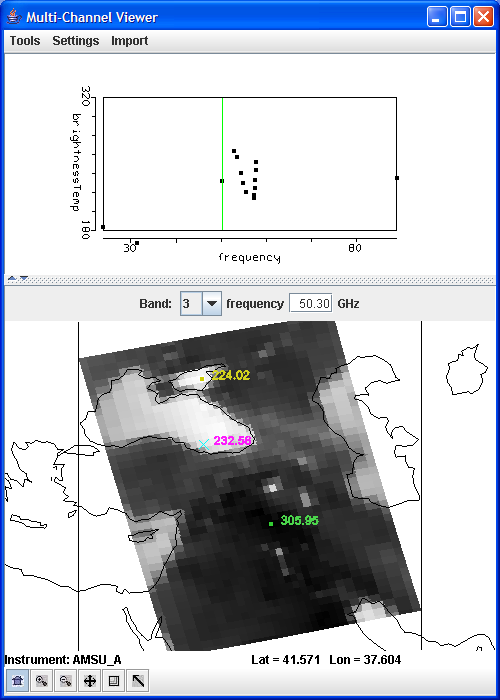 Multi-Channel Viewer
Tools Settings Import
320
brightnessTemp
180
30 80
frequency
Band: 3 frequency 50.30 GHz
224.02
232.58
305.95
Instrument: AMSU_A Lat = 41.571 Lon = 37.604